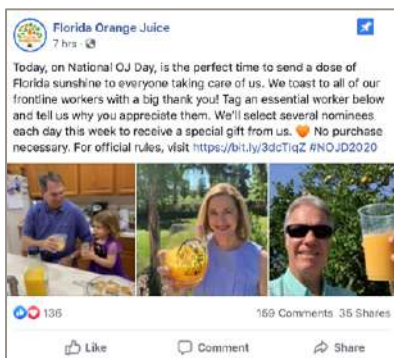 Florida Orange Juice
7 hrs ·
Today, on National OJ Day, is the perfect time to send a dose of
Florida sunshine to everyone taking care of us. We toast to all of our
frontline workers with a big thank you! Tag an essential worker below
and tell us why you appreciate them. We'll select several nominees
each day this week to receive a special gift from us. 🧡 No purchase
necessary. For official rules, visit https://bit.ly/3dcTlqZ #NOJD2020
136 159 Comments 35 Shares
Like Comment Share